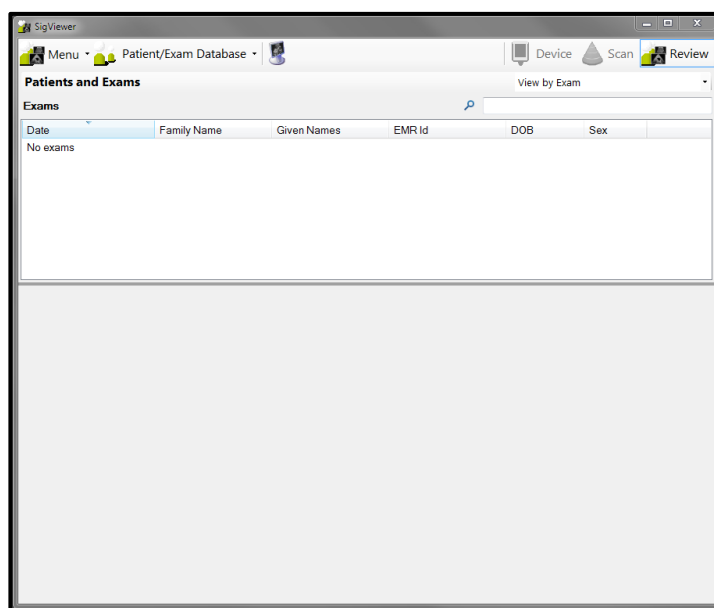 SigViewer
Menu Patient/Exam Database Device Scan Review
Patients and Exams View by Exam
Exams
Date Family Name Given Names EMR Id DOB Sex
No exams